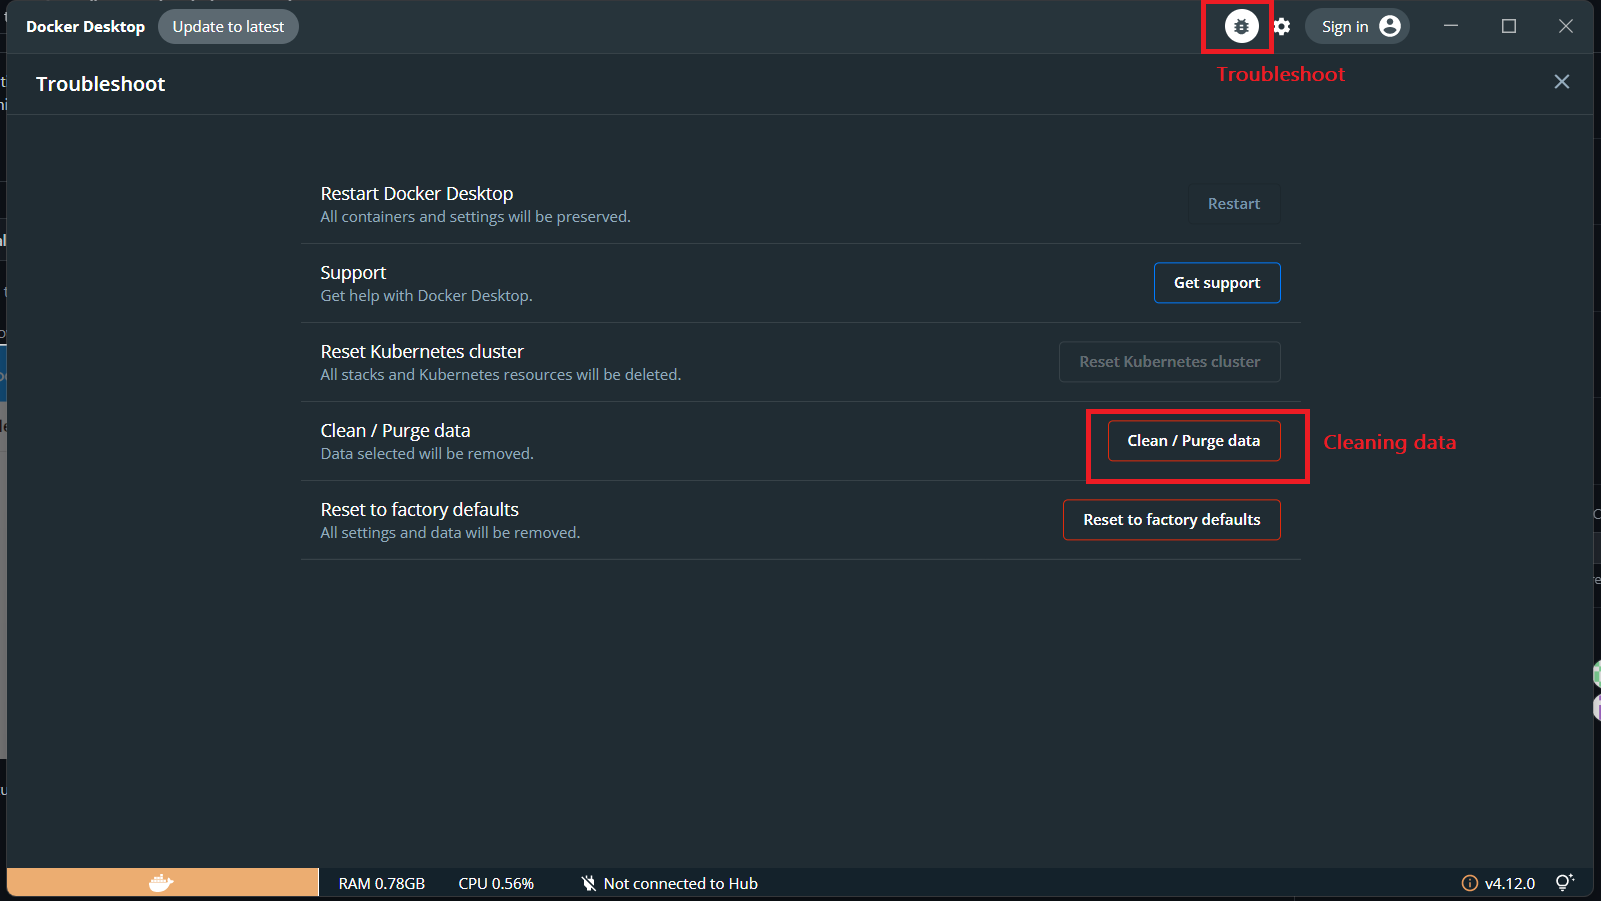 Docker Desktop Update to latest Sign in
Troubleshoot
Troubleshoot
Restart Docker Desktop
All containers and settings will be preserved.
Restart
Support
Get help with Docker Desktop.
Get support
Reset Kubernetes cluster
All stacks and Kubernetes resources will be deleted.
Reset Kubernetes cluster
Clean / Purge data
Data selected will be removed.
Clean / Purge data
Cleaning data
Reset to factory defaults
All settings and data will be removed.
Reset to factory defaults
RAM 0.78GB CPU 0.56% Not connected to Hub v4.12.0